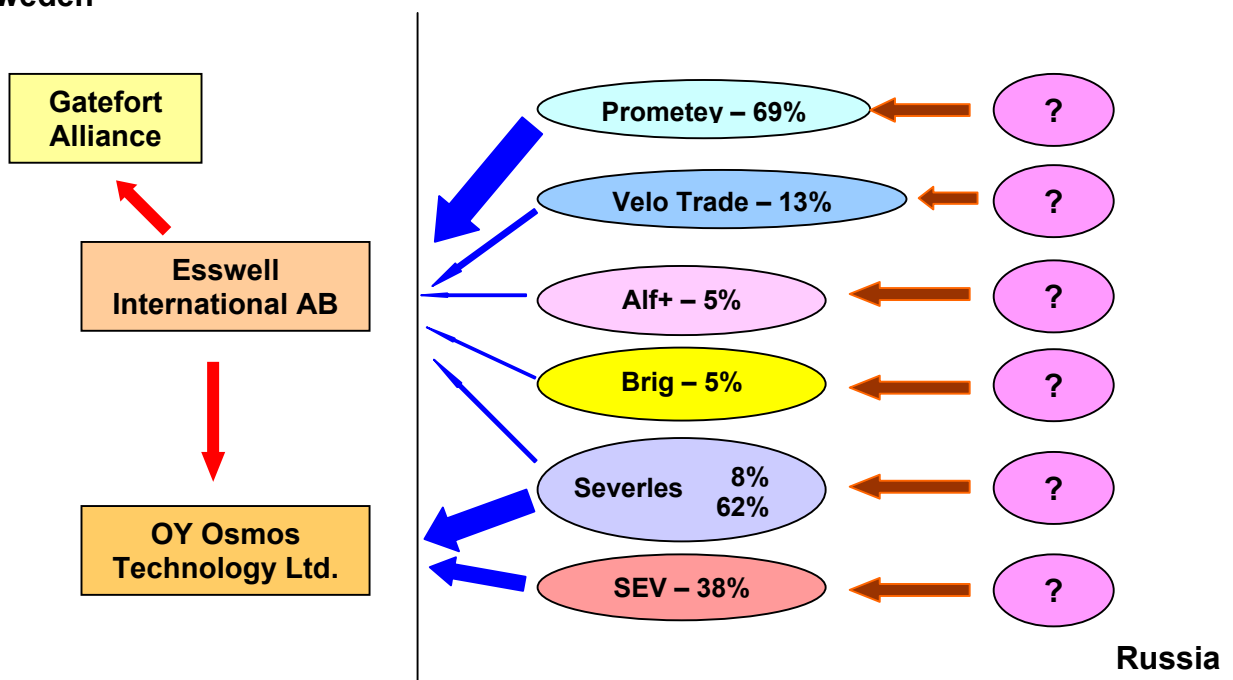 weden
Gatefort
Alliance
Esswell
International AB
OY Osmos
Technology Ltd.
Prometey – 69%
?
Velo Trade – 13%
?
Alf+ – 5%
?
Brig – 5%
?
Severles 8%
62%
?
SEV – 38%
?
Russia